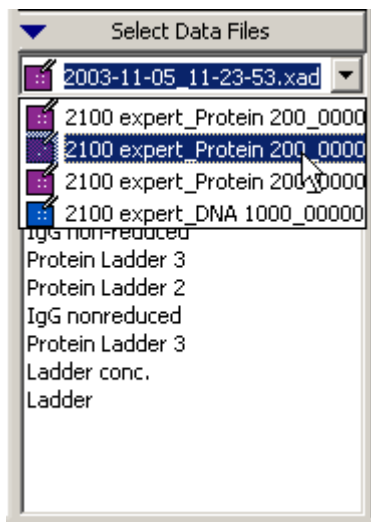 Select Data Files
2003-11-05_11-23-53.xad
2100 expert_Protein 200_0000
2100 expert_Protein 200_0000
2100 expert_Protein 200_0000
2100 expert_DNA 1000_00000
IgG non-reduced
Protein Ladder 3
Protein Ladder 2
IgG nonreduced
Protein Ladder 3
Ladder conc.
Ladder